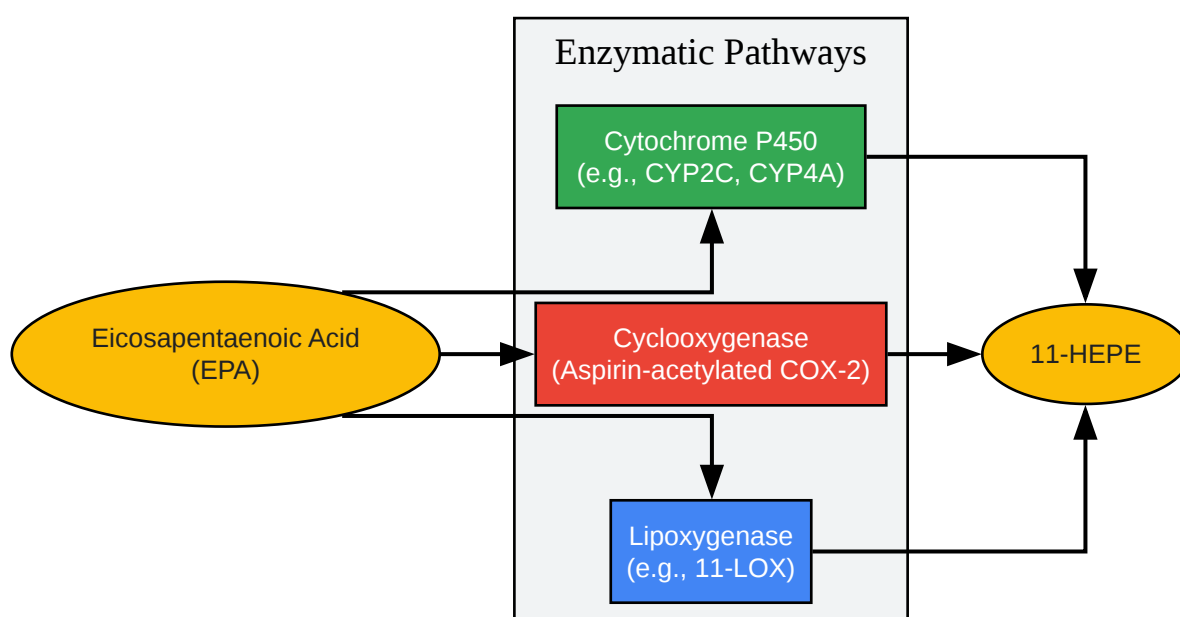 Enzymatic Pathways
Cytochrome P450
(e.g., CYP2C, CYP4A)
Eicosapentaenoic Acid
(EPA)
Cyclooxygenase
(Aspirin-acetylated COX-2)
11-HEPE
Lipoxygenase
(e.g., 11-LOX)